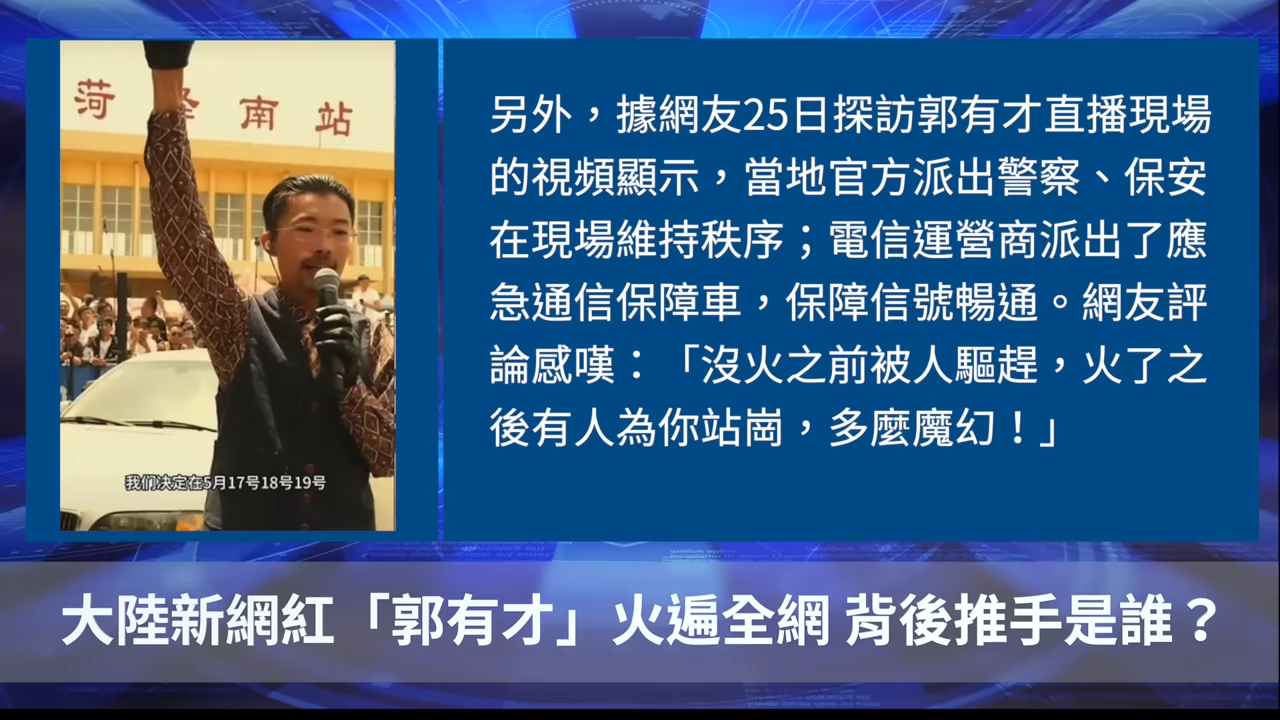 菏泽南站
另外，據網友25日探訪郭有才直播現場
的視頻顯示，當地官方派出警察、保安
在現場維持秩序；電信運營商派出了應
急通信保障車，保障信號暢通。網友評
論感嘆：「沒火之前被人驅趕，火了之
後有人為你站崗，多麼魔幻！」
我们决定在5月17号18号19号
大陸新網紅「郭有才」火遍全網 背後推手是誰？